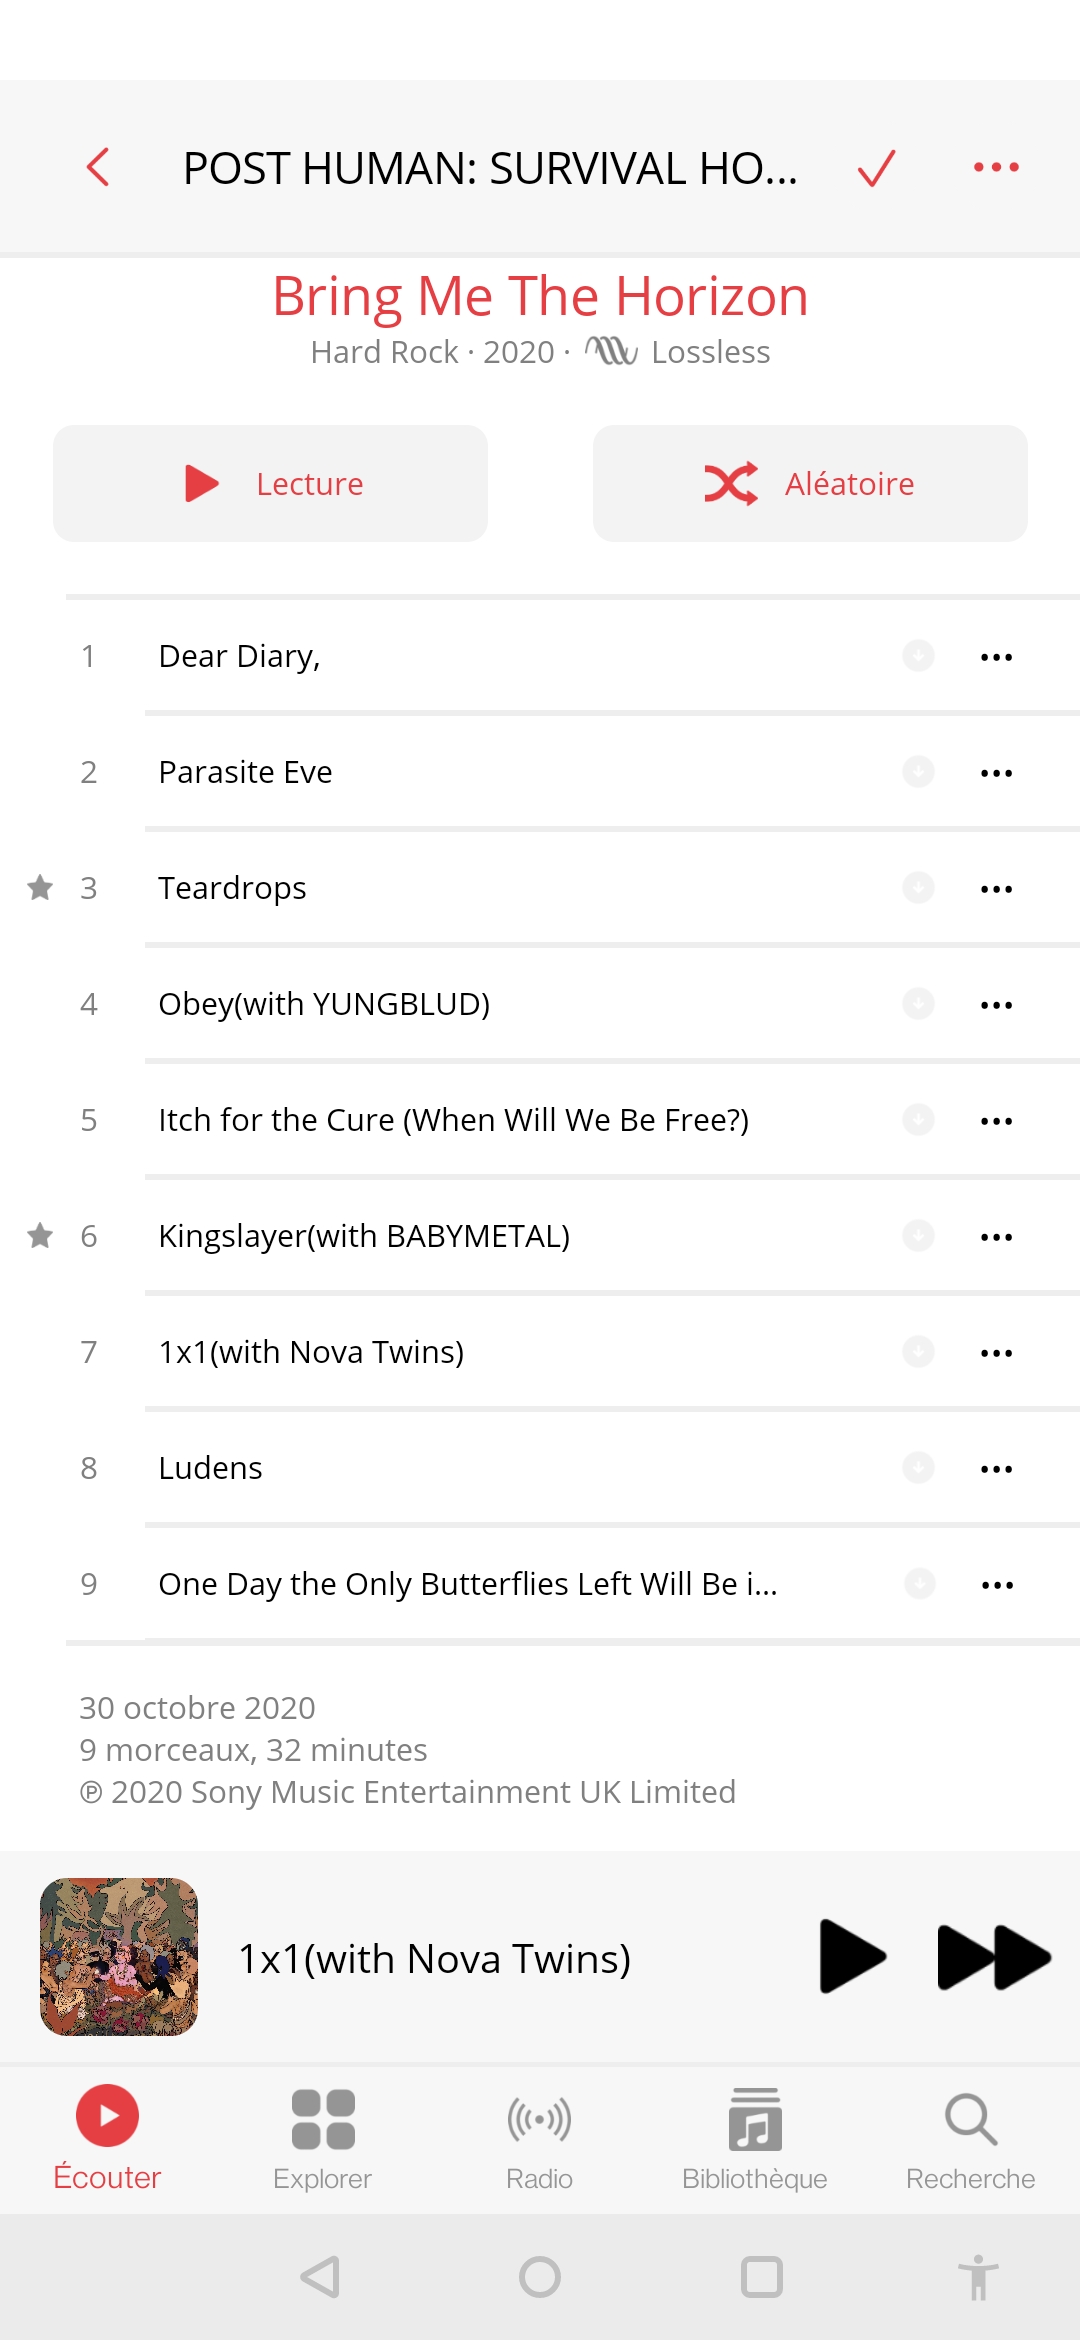 POST HUMAN: SURVIVAL HO...
Bring Me The Horizon
Hard Rock · 2020 · Lossless
Lecture
Aléatoire
1 Dear Diary,
2 Parasite Eve
3 Teardrops
4 Obey(with YUNGBLUD)
5 Itch for the Cure (When Will We Be Free?)
6 Kingslayer(with BABYMETAL)
7 1x1(with Nova Twins)
8 Ludens
9 One Day the Only Butterflies Left Will Be i...
30 octobre 2020
9 morceaux, 32 minutes
℗ 2020 Sony Music Entertainment UK Limited
1x1(with Nova Twins)
Écouter
Explorer
Radio
Bibliothèque
Recherche